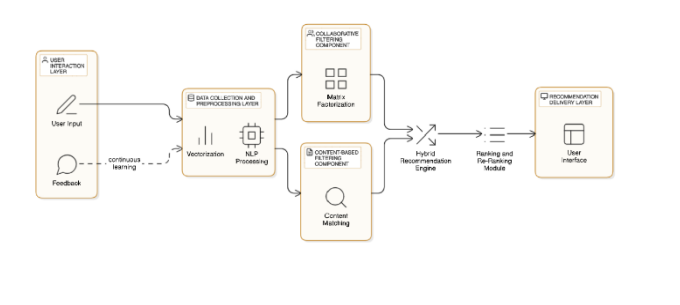 USER
INTERACTION
LAYER
User Input
continuous
learning
Feedback
DATA COLLECTION AND
PREPROCESSING LAYER
Vectorization
NLP
Processing
COLLABORATIVE
FILTERING
COMPONENT
Matrix
Factorization
CONTENT-BASED
FILTERING
COMPONENT
Content
Matching
Hybrid
Recommendation
Engine
Ranking and
Re-Ranking
Module
RECOMMENDATION
DELIVERY LAYER
User
Interface